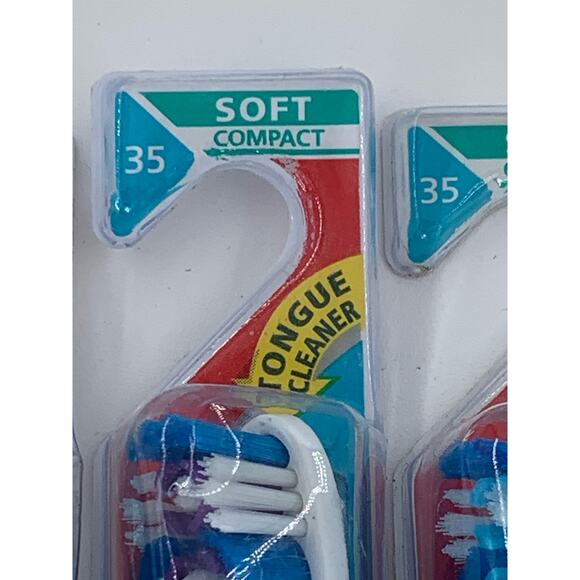 SOFT
COMPACT
35
TONGUE
CLEANER
35